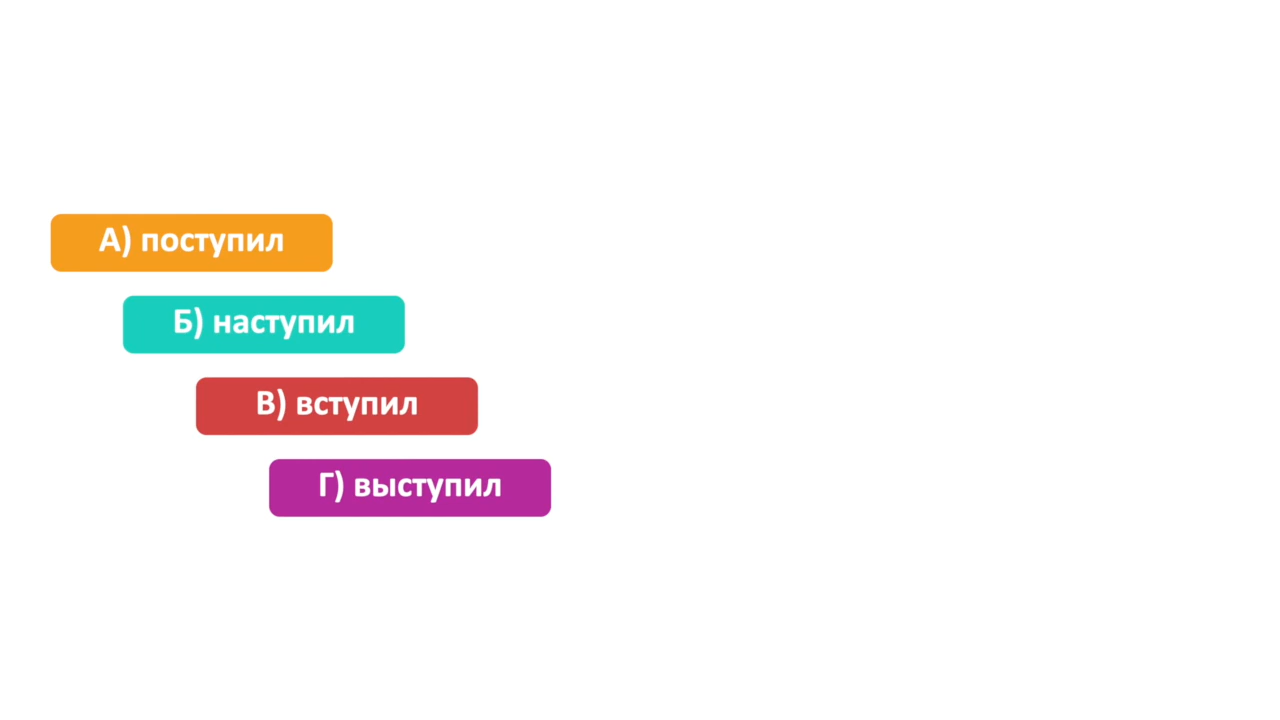 А) поступил
Б) наступил
В) вступил
Г) выступил